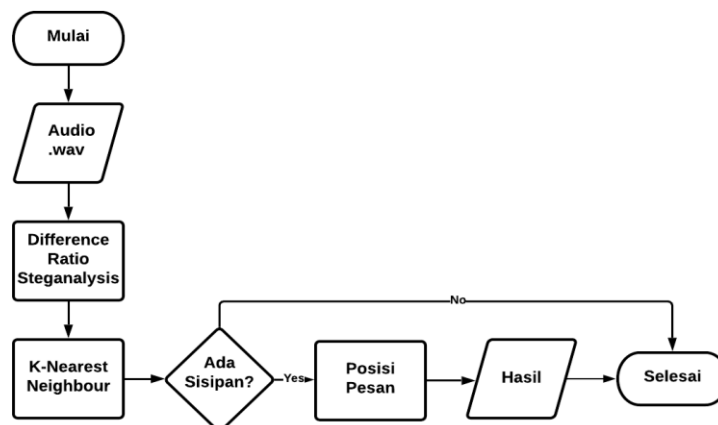 Mulai
Audio
.wav
Difference
Ratio
Steganalysis
K-Nearest
Neighbour
Ada
Sisipan?
Yes
No
Posisi
Pesan
Hasil
Selesai